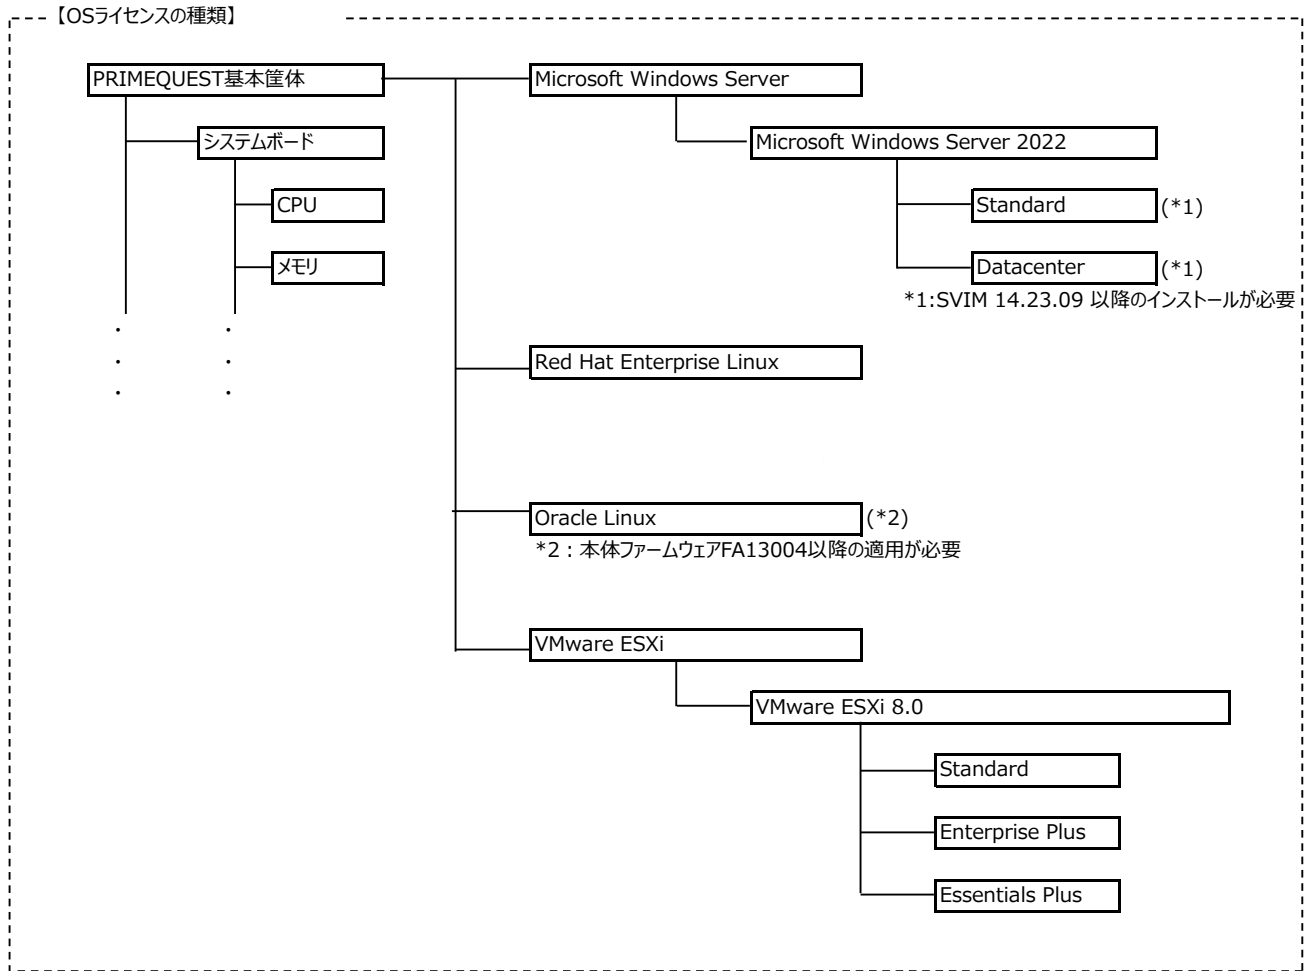 【OSライセンスの種類】
PRIMEQUEST基本筐体
Microsoft Windows Server
システムボード
Microsoft Windows Server 2022
CPU
Standard (*1)
メモリ
Datacenter (*1)
*1:SVIM 14.23.09 以降のインストールが必要
Red Hat Enterprise Linux
Oracle Linux (*2)
*2：本体ファームウェアFA13004以降の適用が必要
VMware ESXi
VMware ESXi 8.0
Standard
Enterprise Plus
Essentials Plus